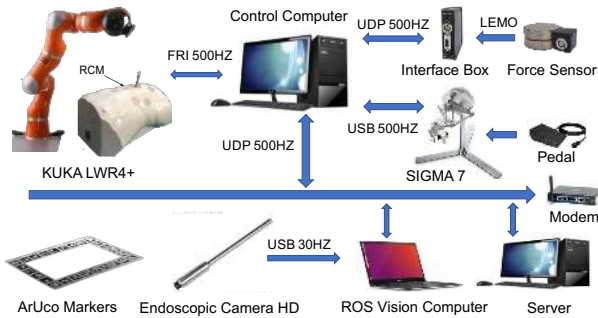 Control Computer
UDP 500HZ
LEMO
FRI 500HZ
RCM
Interface Box
Force Sensor
USB 500HZ
UDP 500HZ
Pedal
KUKA LWR4+
SIGMA 7
Modem
USB 30HZ
ArUco Markers
Endoscopic Camera HD
ROS Vision Computer
Server